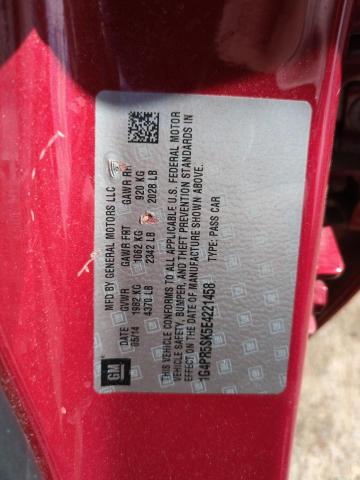 MFD BY GENERAL MOTORS LLC
DATE GVWR GAWR FRT GAWR RR
05/14 1982 KG 1062 KG 920 KG
4370 LB 2342 LB 2028 LB
THIS VEHICLE CONFORMS TO ALL APPLICABLE U.S. FEDERAL MOTOR
VEHICLE SAFETY, BUMPER, AND THEFT PREVENTION STANDARDS IN
EFFECT ON THE DATE OF MANUFACTURE SHOWN ABOVE.
1G4PR5SK5E4221458 TYPE: PASS CAR
GM